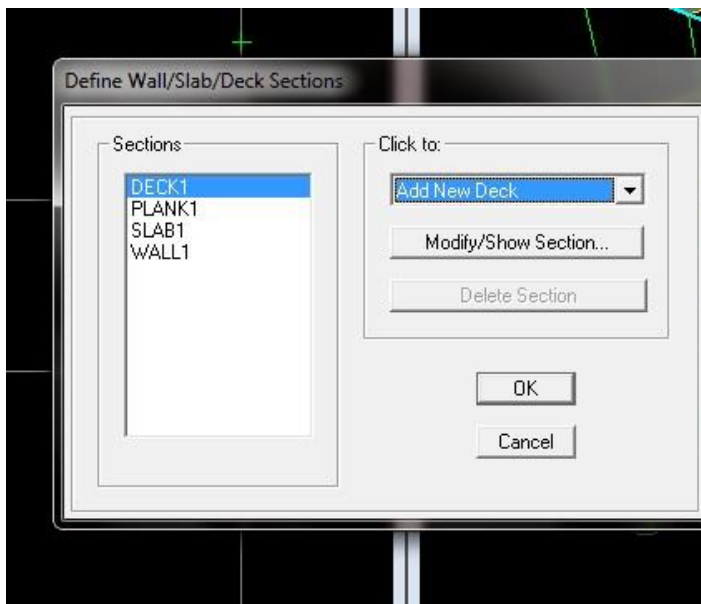 Define Wall/Slab/Deck Sections
Sections
DECK1
PLANK1
SLAB1
WALL1
Click to:
Add New Deck
Modify/Show Section...
Delete Section
OK
Cancel